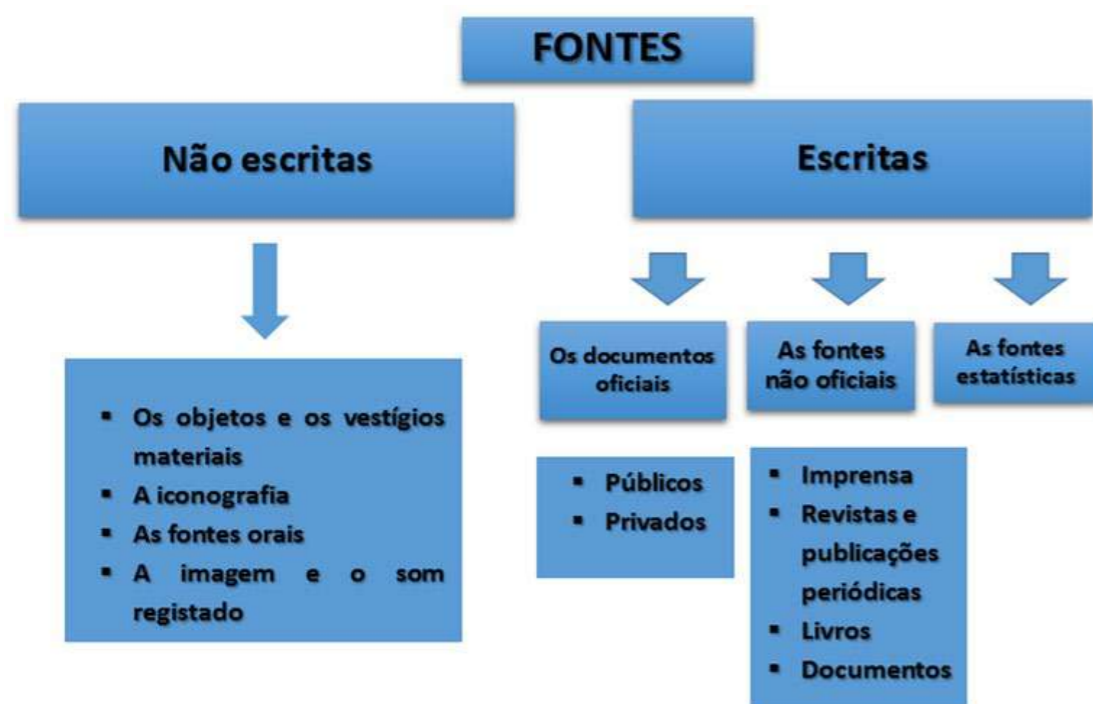 FONTES
Não escritas
Escritas
▪ Os objetos e os vestígios
materiais
▪ A iconografia
▪ As fontes orais
▪ A imagem e o som
registado
Os documentos
oficiais
As fontes
não oficiais
As fontes
estatísticas
▪ Públicos
▪ Privados
▪ Imprensa
▪ Revistas e
publicações
periódicas
▪ Livros
▪ Documentos